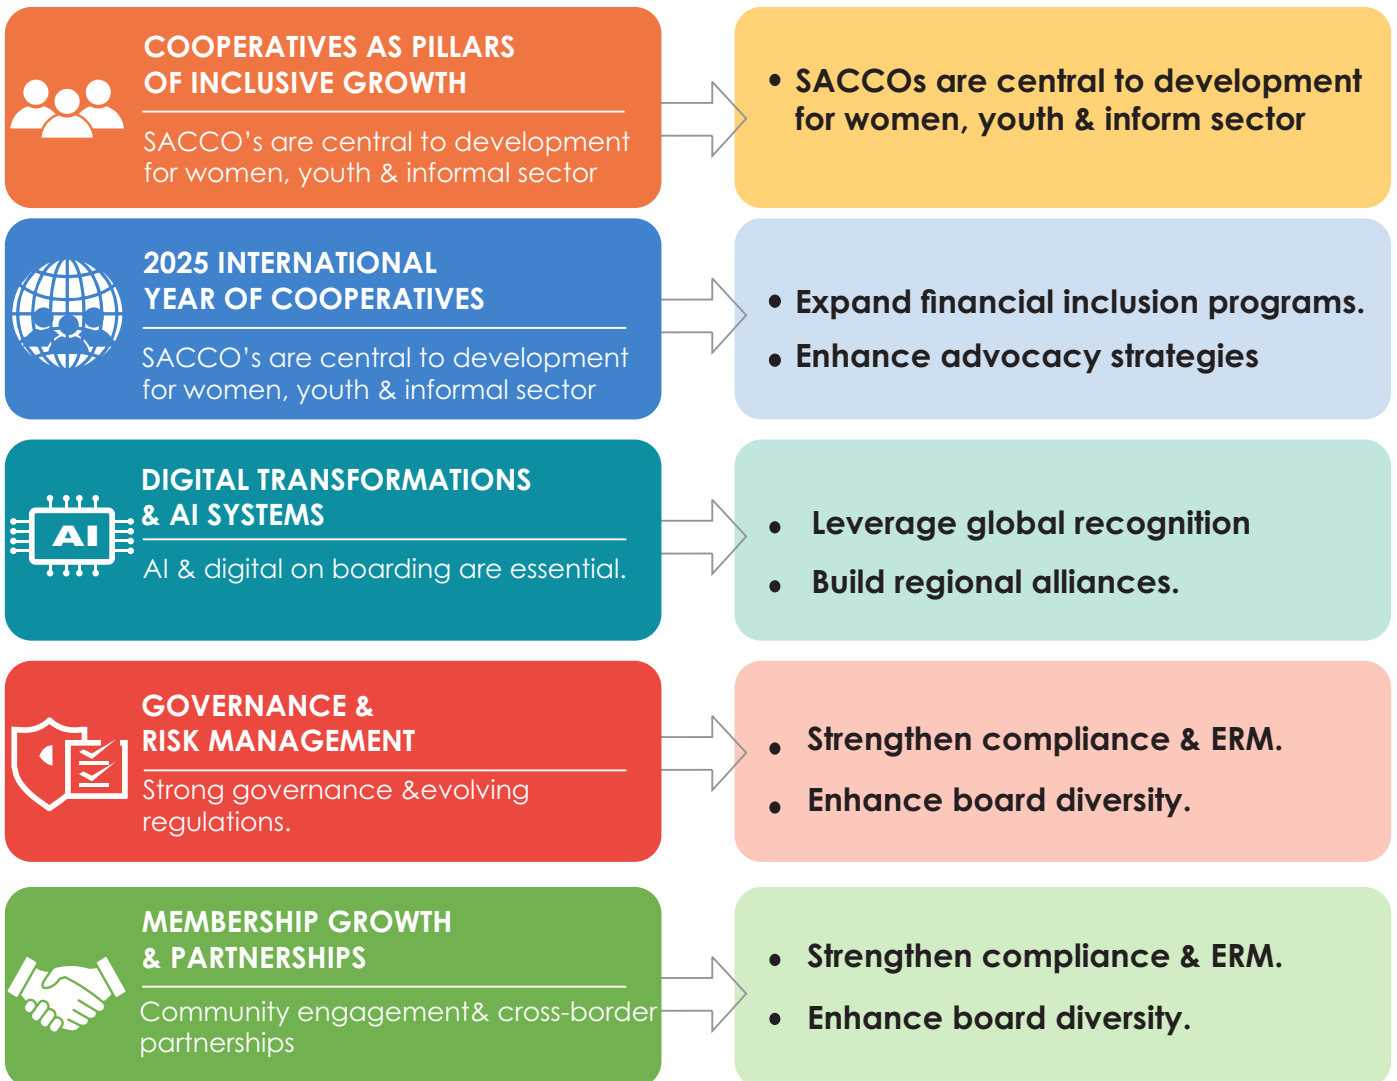 COOPERATIVES AS PILLARS
OF INCLUSIVE GROWTH
SACCO's are central to development
for women, youth & informal sector
• SACCOs are central to development
for women, youth & inform sector
2025 INTERNATIONAL
YEAR OF COOPERATIVES
SACCO's are central to development
for women, youth & informal sector
• Expand financial inclusion programs.
• Enhance advocacy strategies
AI
DIGITAL TRANSFORMATIONS
& AI SYSTEMS
AI & digital on boarding are essential.
• Leverage global recognition
• Build regional alliances.
GOVERNANCE &
RISK MANAGEMENT
Strong governance &evolving
regulations.
• Strengthen compliance & ERM.
• Enhance board diversity.
MEMBERSHIP GROWTH
& PARTNERSHIPS
Community engagement& cross-border
partnerships
• Strengthen compliance & ERM.
• Enhance board diversity.